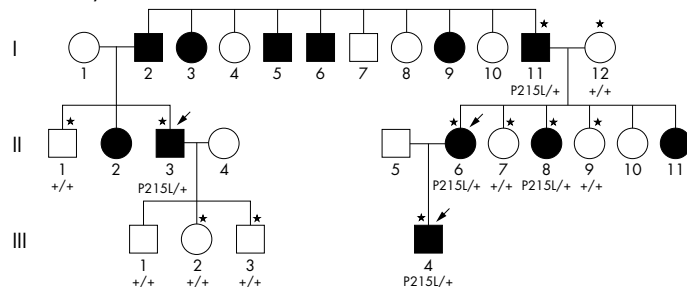 I
1 2 3 4 5 6 7 8 9 10 11 12
P215L/+ +/+
II
1 2 3 4 5 6 7 8 9 10 11
+/+ P215L/+ P215L/+ +/+ P215L/+ +/+
III
1 2 3 4
+/+ +/+ +/+ P215L/+